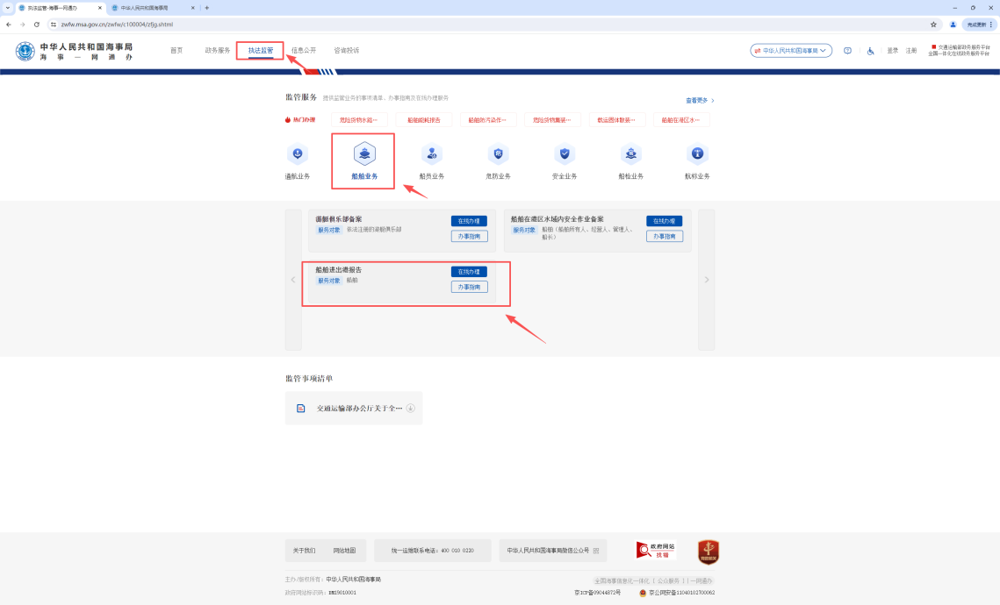 执法监管-海事一网通办
中华人民共和国海事局
zwfw.msa.gov.cn/zwfw/c100004/zfjg.shtml
完成更新
中华人民共和国海事局
海 事 一 网 通 办
首页 政务服务 执法监管 信息公开 咨询投诉
中华人民共和国海事局
登录 注册
交通运输部政务服务平台
全国一体化在线政务服务平台
监管服务 提供监管业务的事项清单、办事指南及在线办理服务
查看更多 >
热门办理 危险货物水路… 船舶能耗报告 船舶防污染作… 危险货物集装… 载运固体散装… 船舶在港区水…
通航业务 船舶业务 船员业务 危防业务 安全业务 船检业务 航标业务
游艇俱乐部备案 在线办理
服务对象 依法注册的游艇俱乐部
办事指南
船舶在港区水域内安全作业备案 在线办理
服务对象 船舶（船舶所有人、经营人、管理人、
船长）
办事指南
船舶进出港报告 在线办理
服务对象 船舶
办事指南
监管事项清单
交通运输部办公厅关于全…
关于我们 网站地图
统一运维联系电话：400 010 0220
中华人民共和国海事局微信公众号
政府网站
找错
主办/版权所有：中华人民共和国海事局
全国海事信息化一体化 | 公众服务 | |一网通办
政府网站标识码：BM19010001
京ICP备09044872号
京公网安备11040102700062